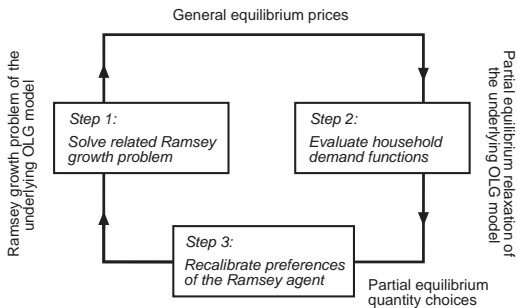 General equilibrium prices
Ramsey growth problem of the
underlying OLG model
Step 1:
Solve related Ramsey
growth problem
Step 2:
Evaluate household
demand functions
Partial equilibrium relaxation of
the underlying OLG model
Step 3:
Recalibrate preferences
of the Ramsey agent
Partial equilibrium
quantity choices